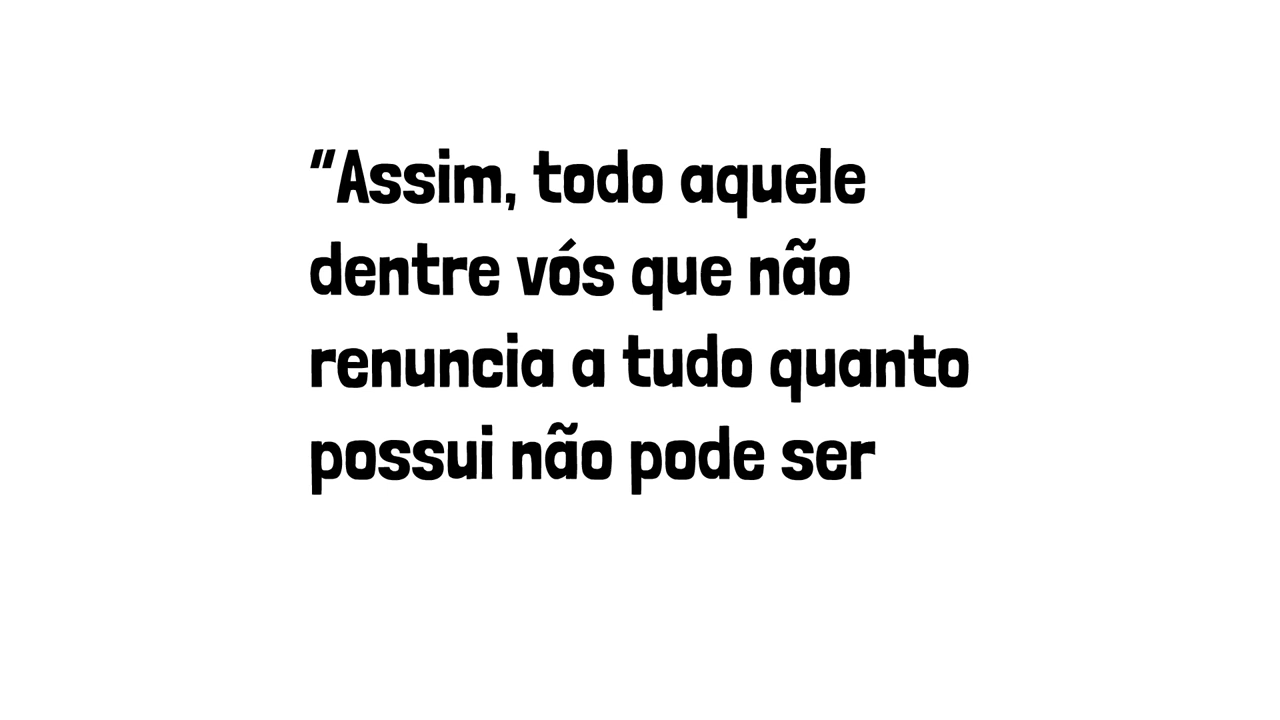 "Assim, todo aquele
dentre vós que não
renuncia a tudo quanto
possui não pode ser